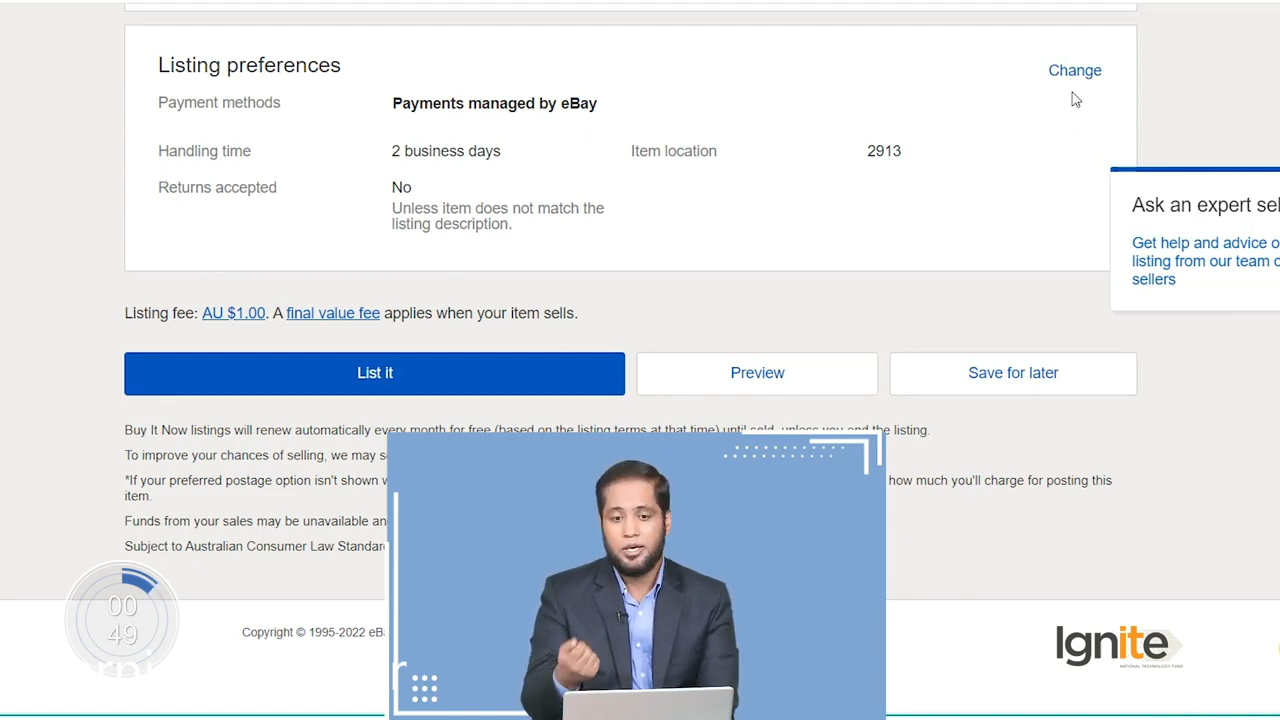 Listing preferences
Change
Payment methods
Payments managed by eBay
Handling time
2 business days
Item location
2913
Returns accepted
No
Unless item does not match the
listing description.
Ask an expert
Get help and advice
listing from our team
sellers
Listing fee: AU $1.00. A final value fee applies when your item sells.
List it
Preview
Save for later
Buy It Now listings will renew automatically every month for free (based on the listing terms at that time) until sold, unless you end the listing.
To improve your chances of selling, we may
*If your preferred postage option isn't shown
how much you'll charge for posting this
item.
Funds from your sales may be unavailable
Subject to Australian Consumer Law
00
49
Copyright © 1995-2022
Ignite
NATIONAL TECHNOLOGY FUND